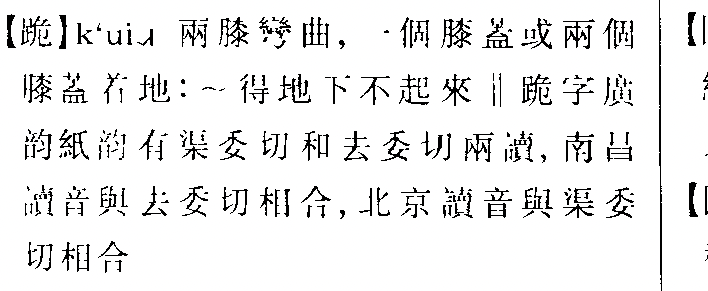 【跪】k‘ui˩ 兩膝彎曲，一個膝蓋或兩個
膝蓋着地：～得地下不起來‖跪字廣
韵紙韵有渠委切和去委切兩讀，南昌
讀音與去委切相合，北京讀音與渠委
切相合